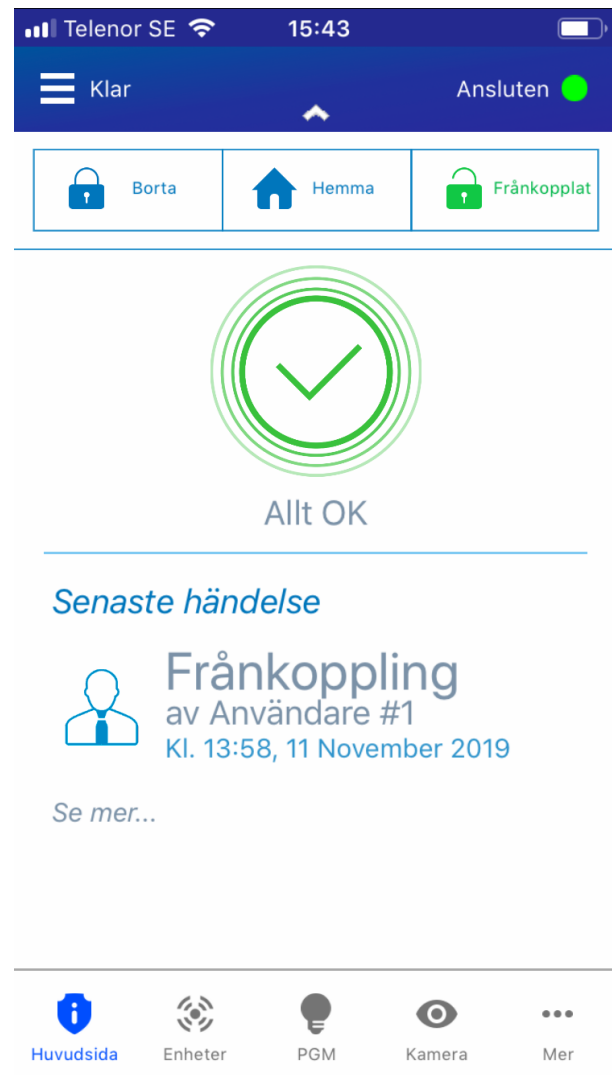 Telenor SE 15:43
Klar Ansluten
Borta Hemma Frånkopplat
Allt OK
Senaste händelse
Frånkoppling
av Användare #1
Kl. 13:58, 11 November 2019
Se mer...
Huvudsida Enheter PGM Kamera Mer